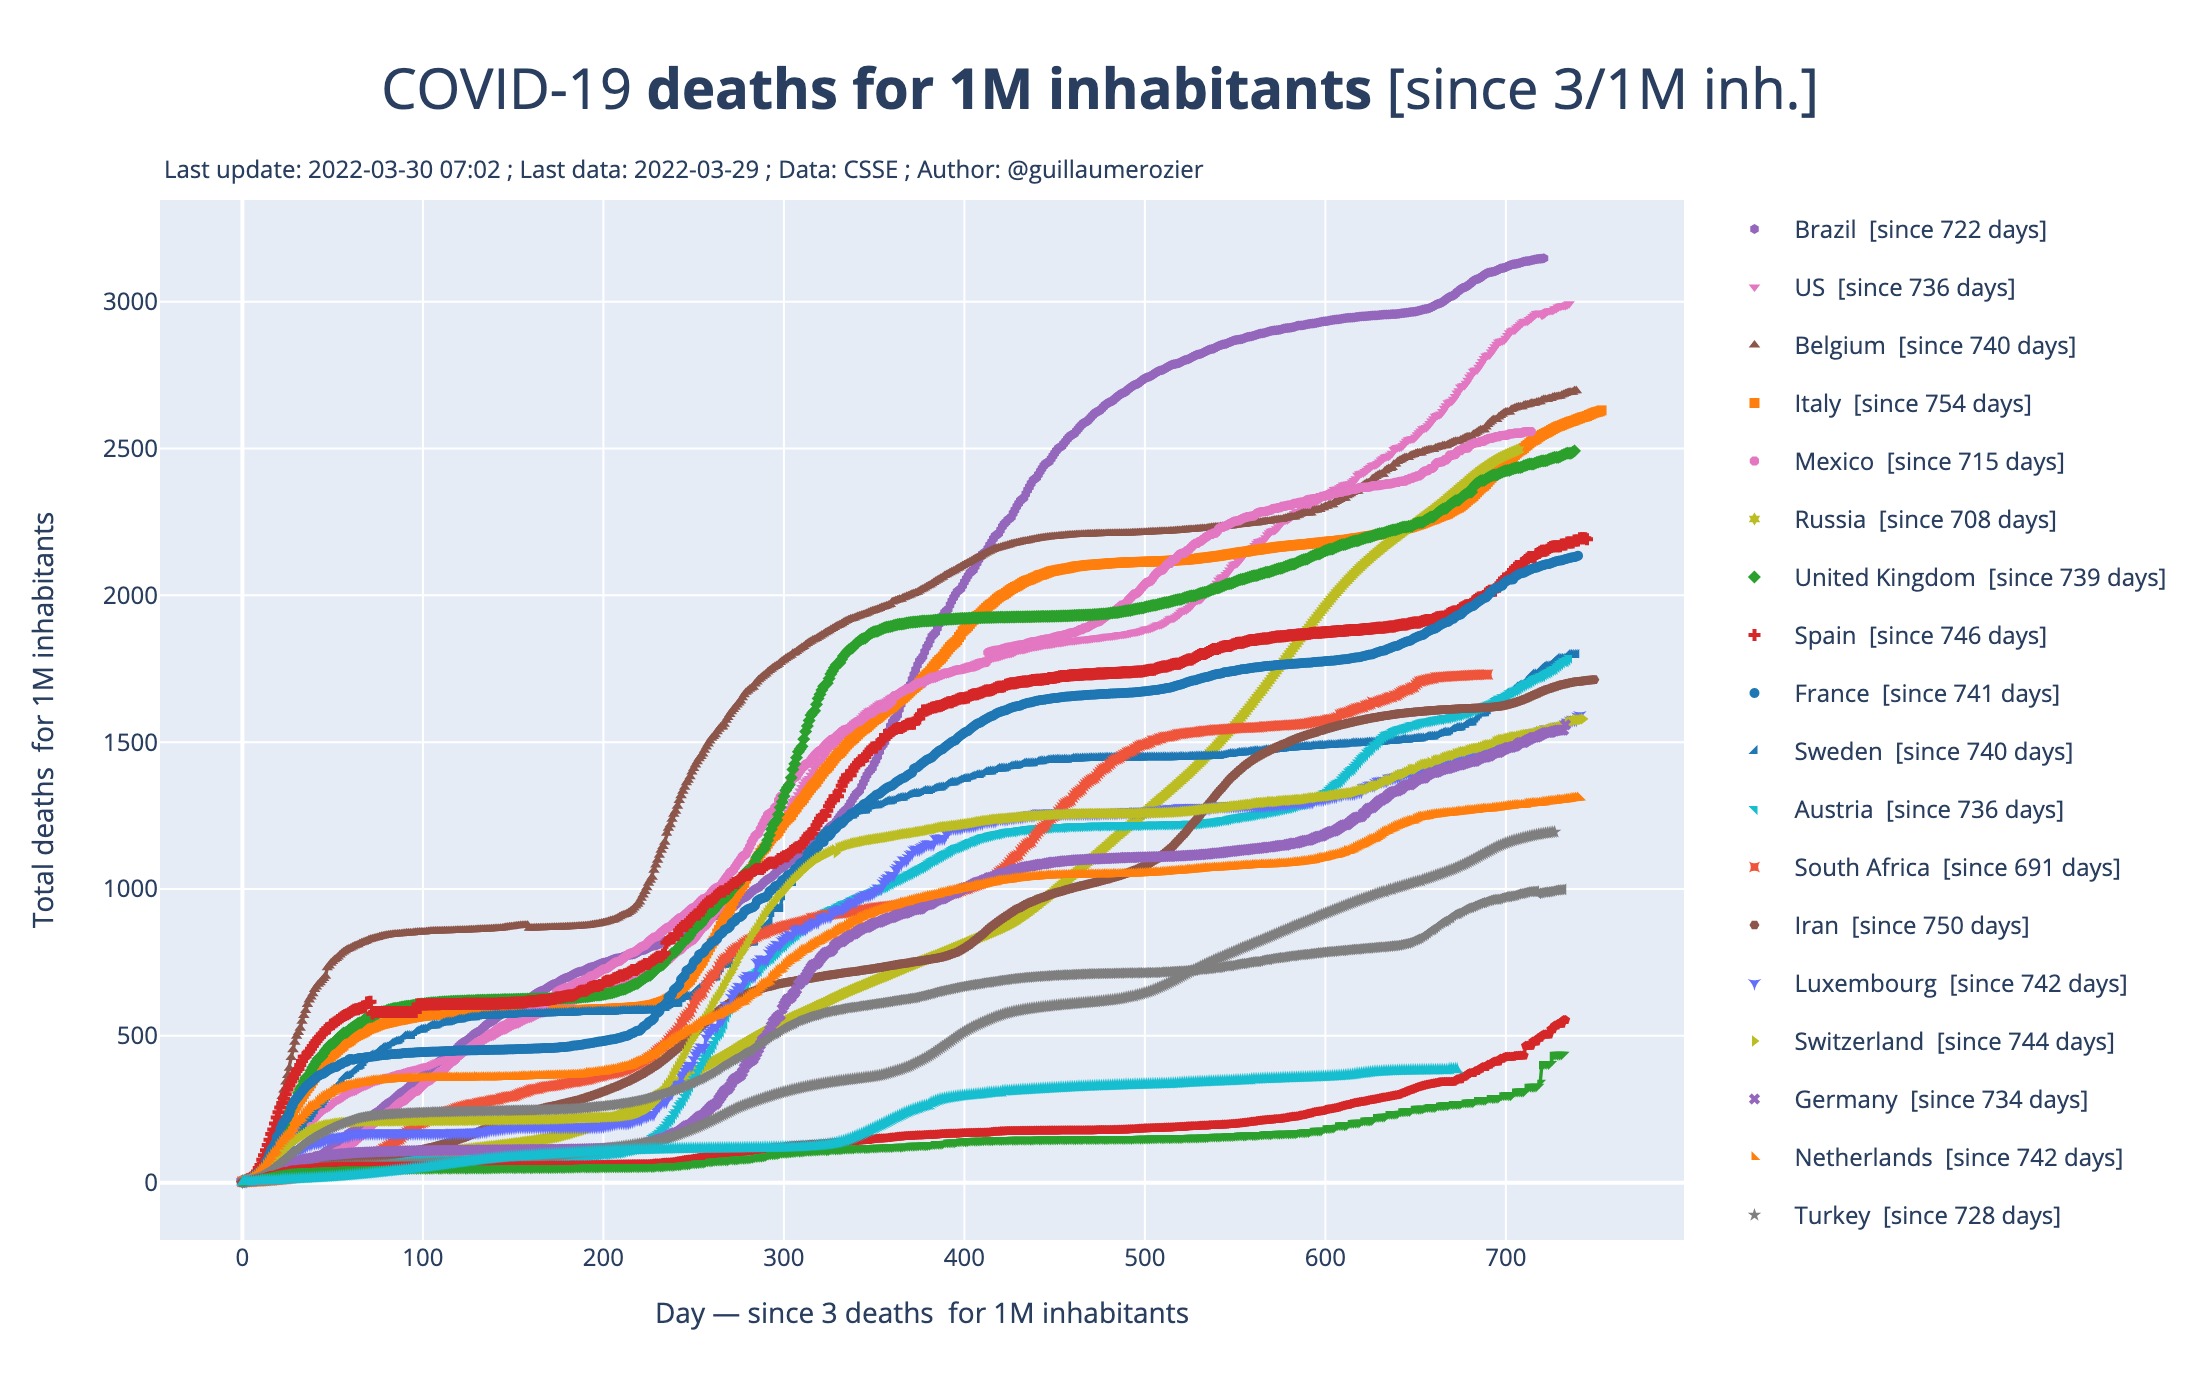 COVID-19 deaths for 1M inhabitants [since 3/1M inh.]
Last update: 2022-03-30 07:02 ; Last data: 2022-03-29 ; Data: CSSE ; Author: @guillaumerozier
Total deaths for 1M inhabitants
3000
2500
2000
1500
1000
500
0
0 100 200 300 400 500 600 700
Day — since 3 deaths for 1M inhabitants
Brazil [since 722 days]
US [since 736 days]
Belgium [since 740 days]
Italy [since 754 days]
Mexico [since 715 days]
Russia [since 708 days]
United Kingdom [since 739 days]
Spain [since 746 days]
France [since 741 days]
Sweden [since 740 days]
Austria [since 736 days]
South Africa [since 691 days]
Iran [since 750 days]
Luxembourg [since 742 days]
Switzerland [since 744 days]
Germany [since 734 days]
Netherlands [since 742 days]
Turkey [since 728 days]